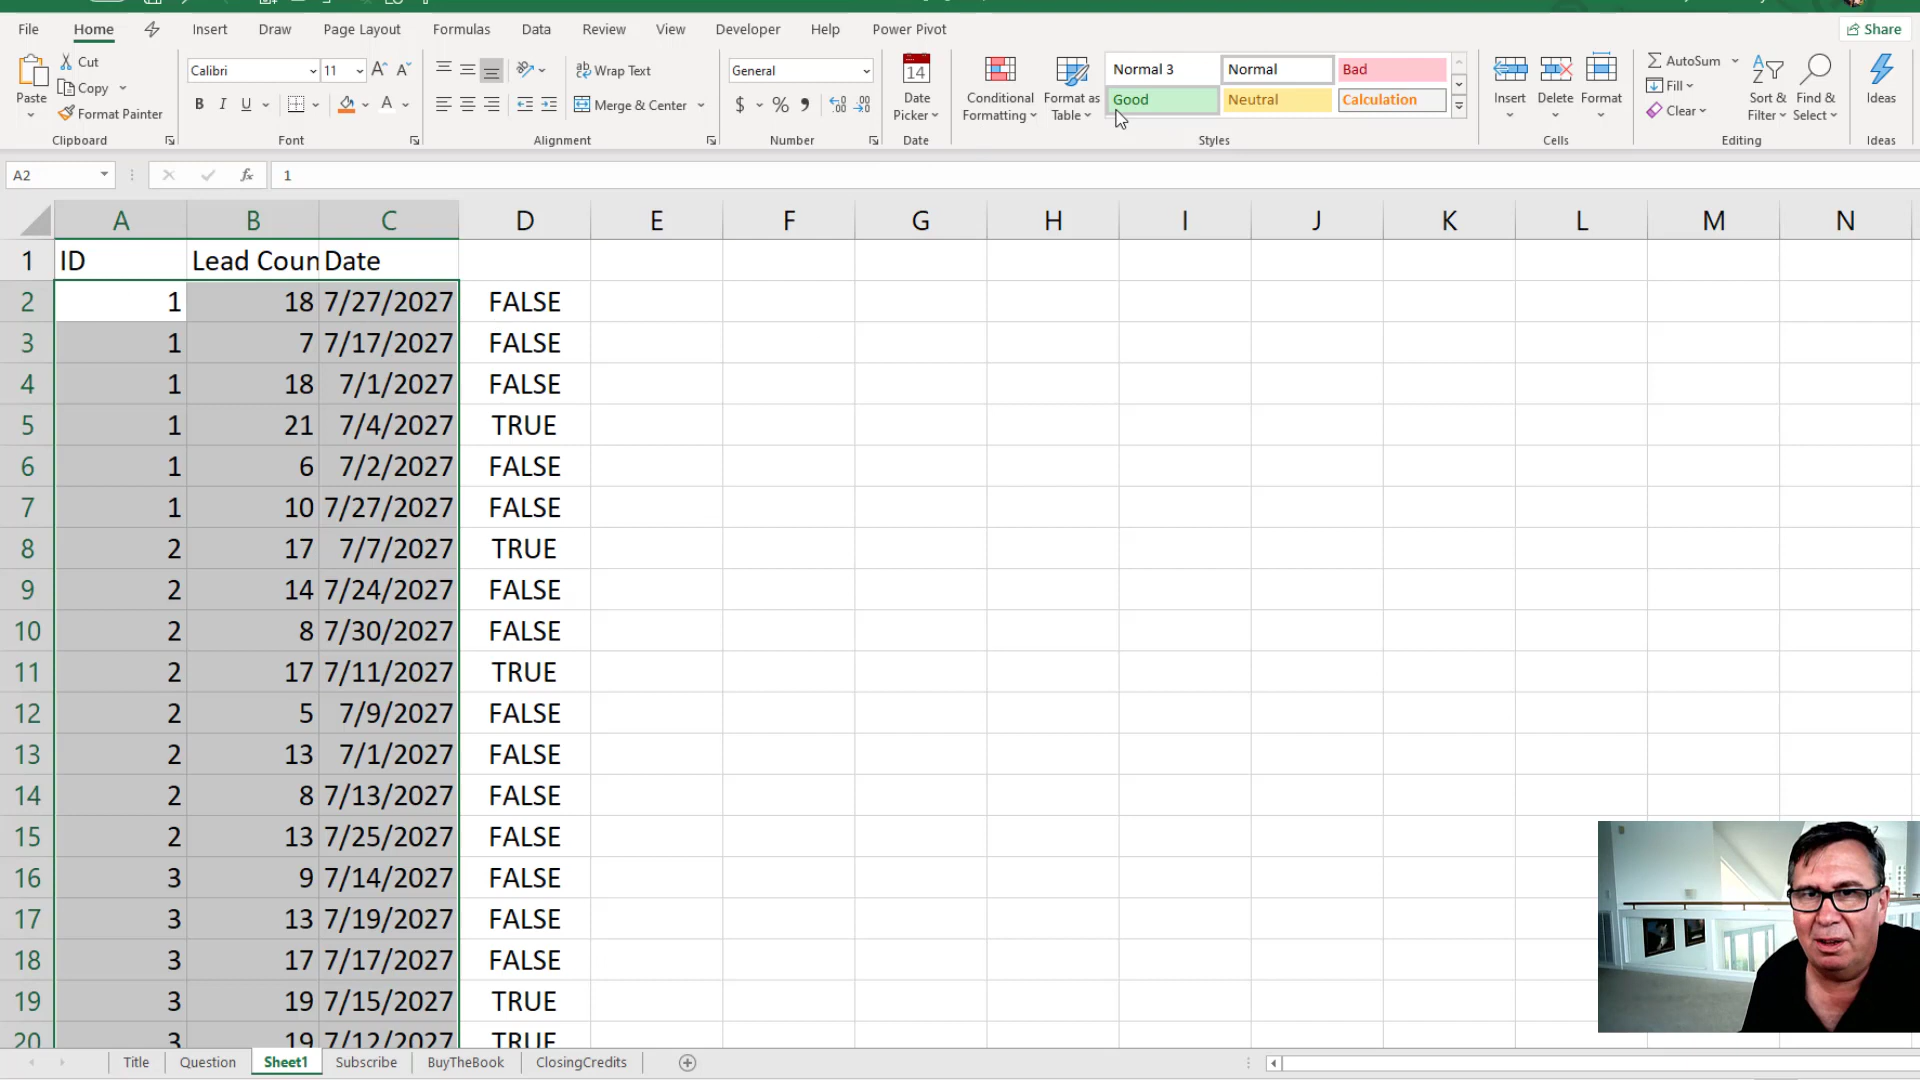 File Home Insert Draw Page Layout Formulas Data Review View Developer Help Power Pivot Share
Paste
Cut
Copy
Format Painter
Clipboard
Calibri 11
B I U
Font
Wrap Text
Merge & Center
Alignment
General
$ % ,
Number
14
Date
Picker
Date
Conditional
Formatting
Format as
Table
Normal 3 Normal Bad
Good Neutral Calculation
Styles
Insert Delete Format
Cells
AutoSum
Fill
Clear
Sort &
Filter
Find &
Select
Editing
Ideas
Ideas
A2 fx 1
A B C D E F G H I J K L M N
1 ID Lead Coun Date
2 1 18 7/27/2027 FALSE
3 1 7 7/17/2027 FALSE
4 1 18 7/1/2027 FALSE
5 1 21 7/4/2027 TRUE
6 1 6 7/2/2027 FALSE
7 1 10 7/27/2027 FALSE
8 2 17 7/7/2027 TRUE
9 2 14 7/24/2027 FALSE
10 2 8 7/30/2027 FALSE
11 2 17 7/11/2027 TRUE
12 2 5 7/9/2027 FALSE
13 2 13 7/1/2027 FALSE
14 2 8 7/13/2027 FALSE
15 2 13 7/25/2027 FALSE
16 3 9 7/14/2027 FALSE
17 3 13 7/19/2027 FALSE
18 3 17 7/17/2027 FALSE
19 3 19 7/15/2027 TRUE
20 3 19 7/12/2027 TRUE
Title Question Sheet1 Subscribe BuyTheBook ClosingCredits